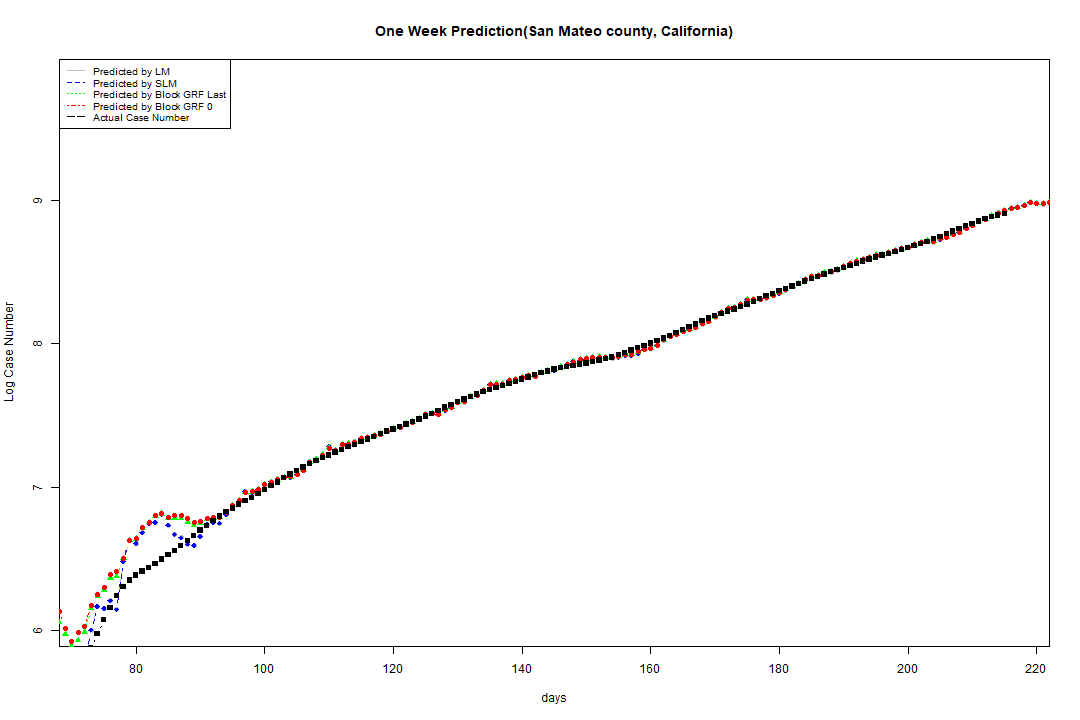 One Week Prediction(San Mateo county, California)
Predicted by LM
Predicted by SLM
Predicted by Block GRF Last
Predicted by Block GRF 0
Actual Case Number
Log Case Number
9
8
7
6
80 100 120 140 160 180 200 220
days